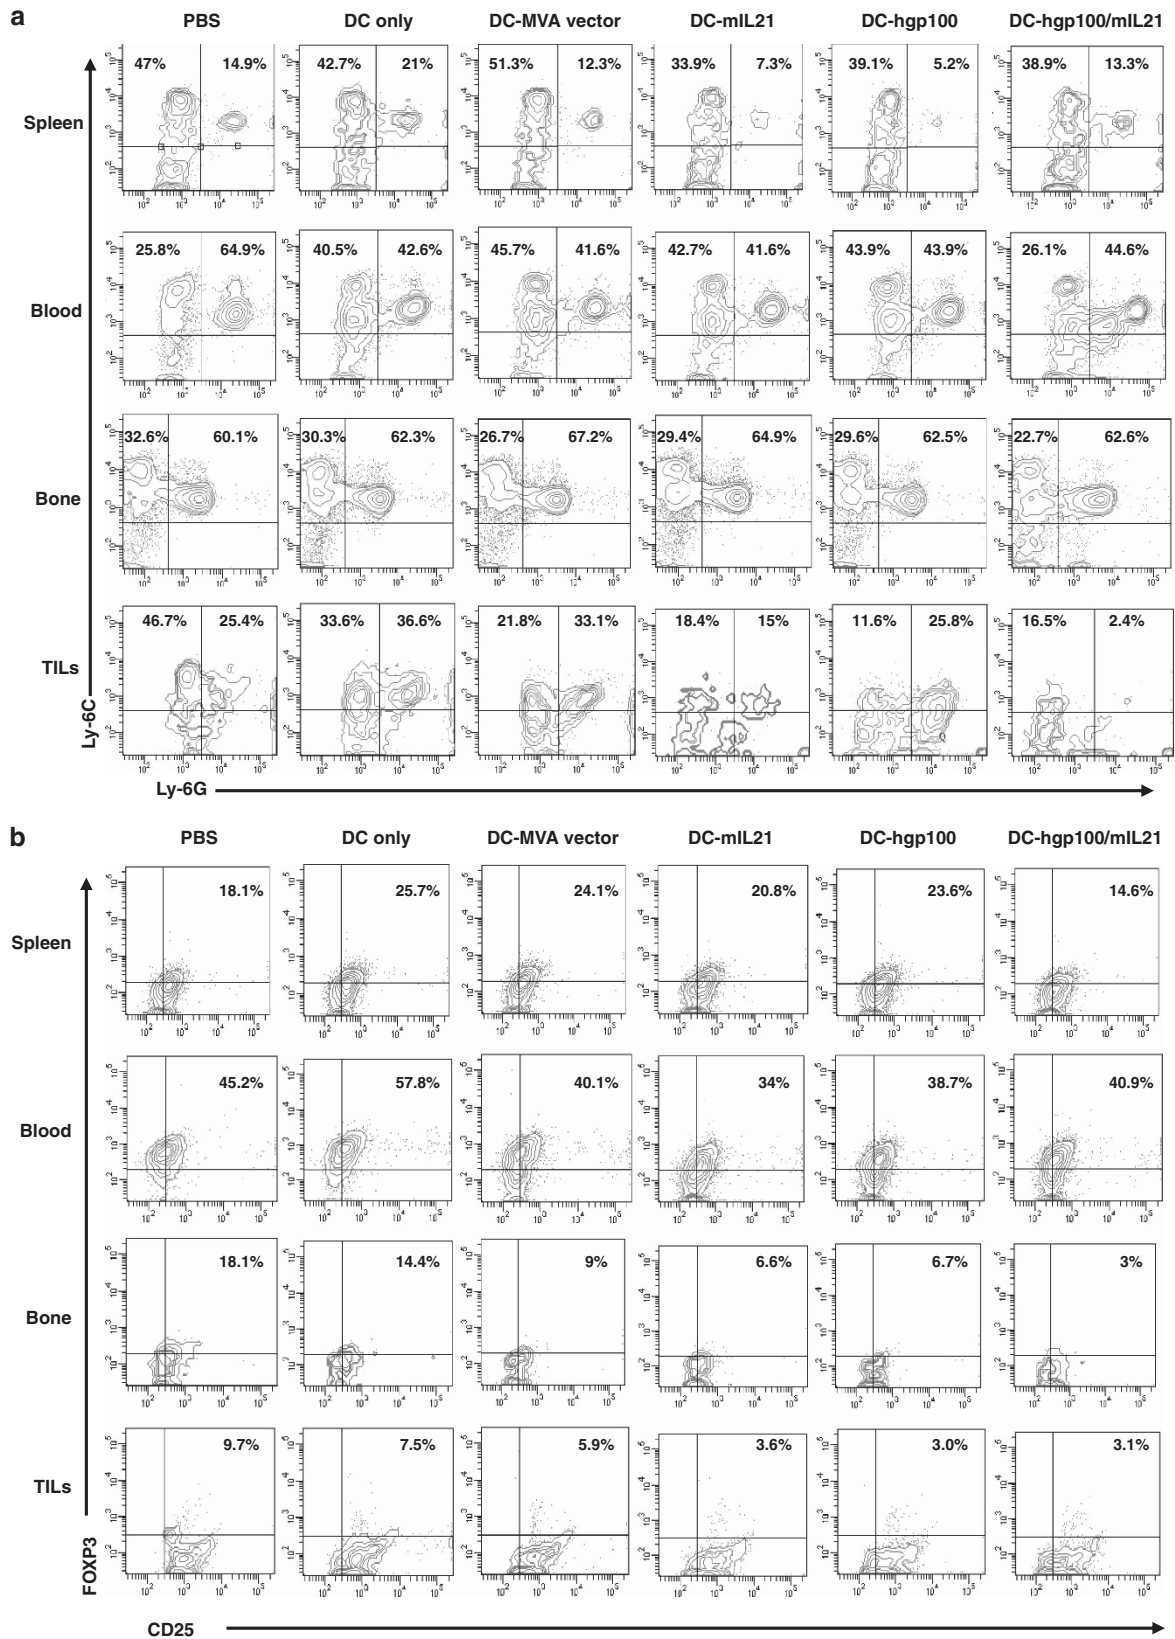 a
PBS DC only DC-MVA vector DC-mIL21 DC-hgp100 DC-hgp100/mIL21
Spleen
47% 14.9% 42.7% 21% 51.3% 12.3% 33.9% 7.3% 39.1% 5.2% 38.9% 13.3%
Blood
25.8% 64.9% 40.5% 42.6% 45.7% 41.6% 42.7% 41.6% 43.9% 43.9% 26.1% 44.6%
Bone
32.6% 60.1% 30.3% 62.3% 26.7% 67.2% 29.4% 64.9% 29.6% 62.5% 22.7% 62.6%
TILs
46.7% 25.4% 33.6% 36.6% 21.8% 33.1% 18.4% 15% 11.6% 25.8% 16.5% 2.4%
Ly-6C
Ly-6G
b
PBS DC only DC-MVA vector DC-mIL21 DC-hgp100 DC-hgp100/mIL21
Spleen
18.1% 25.7% 24.1% 20.8% 23.6% 14.6%
Blood
45.2% 57.8% 40.1% 34% 38.7% 40.9%
Bone
18.1% 14.4% 9% 6.6% 6.7% 3%
TILs
9.7% 7.5% 5.9% 3.6% 3.0% 3.1%
FOXP3
CD25